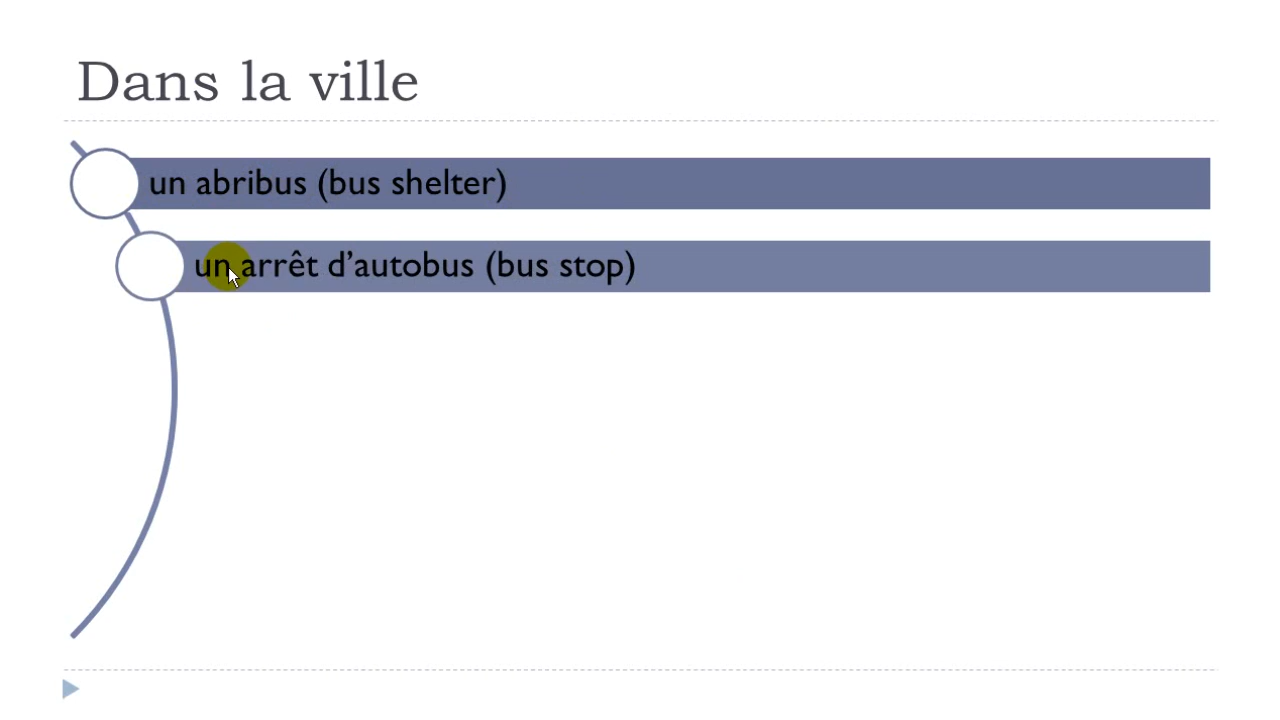 Dans la ville
un abribus (bus shelter)
un arrêt d’autobus (bus stop)